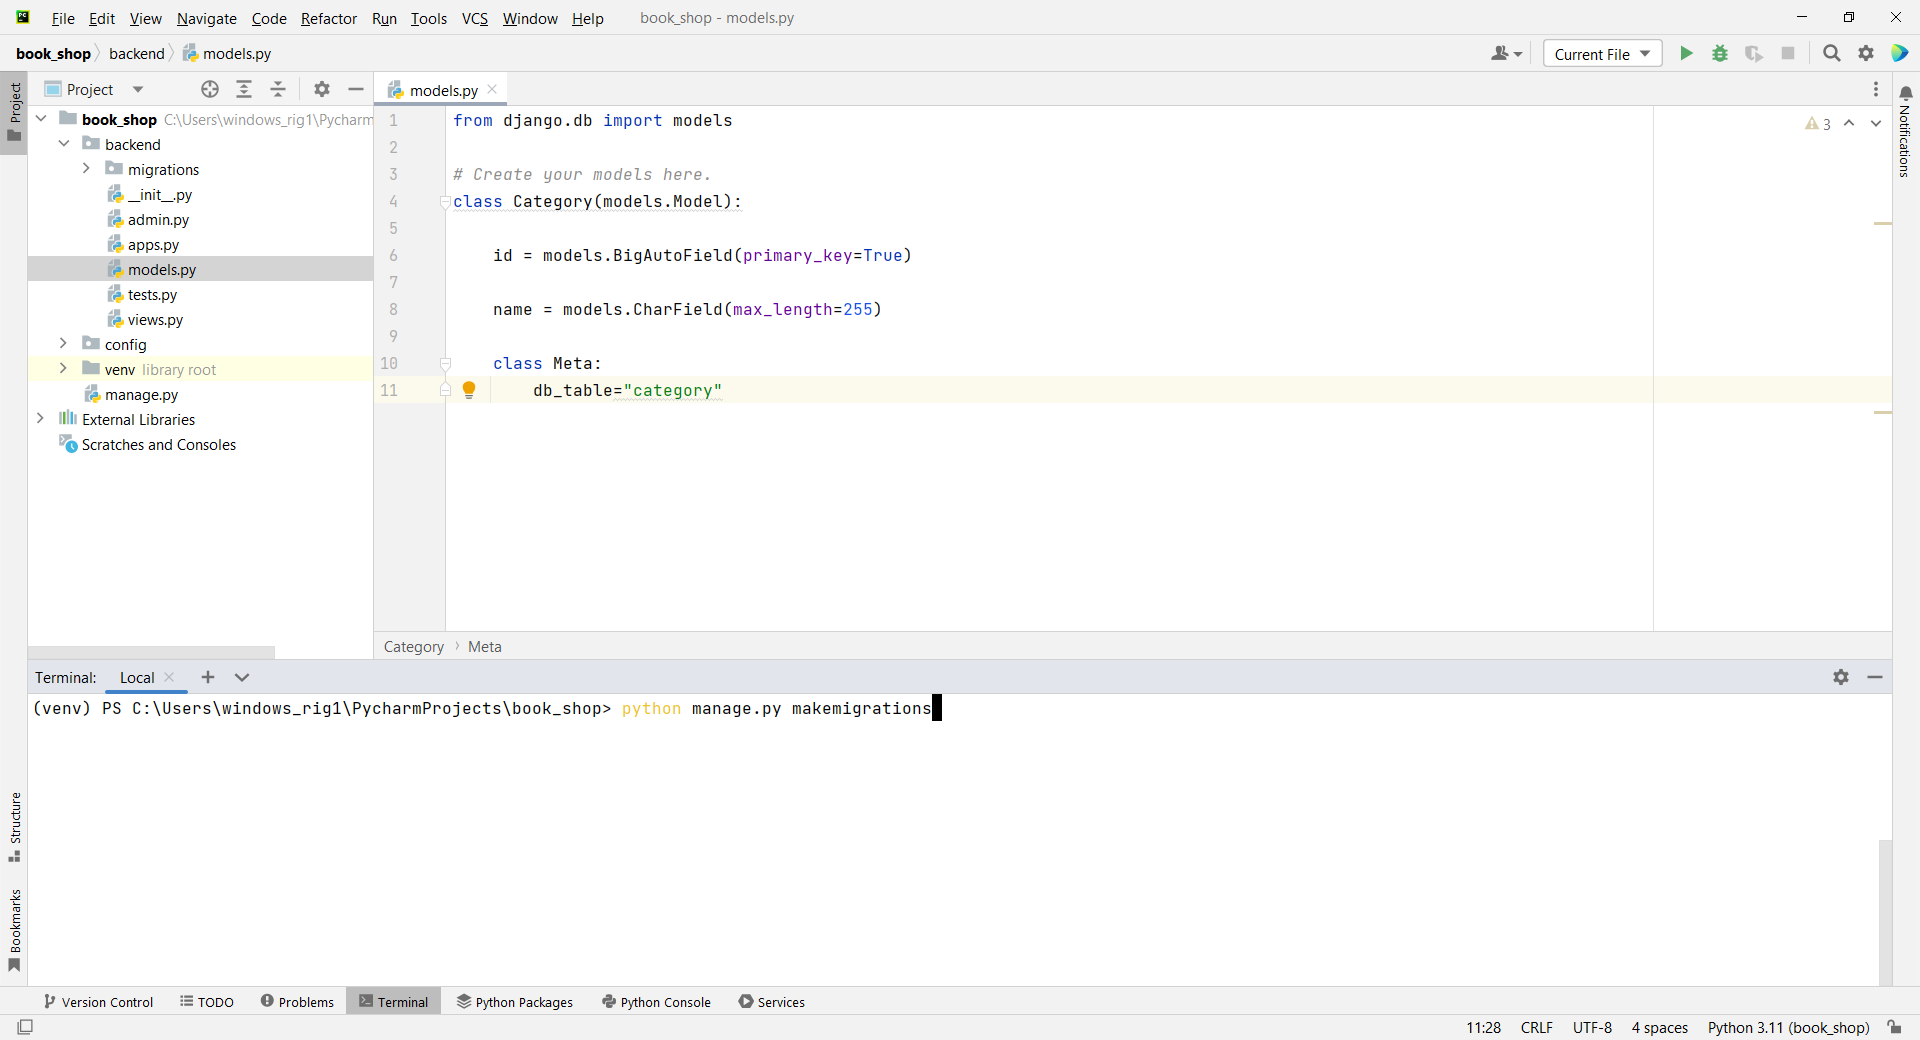 File Edit View Navigate Code Refactor Run Tools VCS Window Help book_shop - models.py
book_shop backend models.py Current File
Project
Project
models.py
Notifications
book_shop C:\Users\windows_rig1\Pycharm
backend
migrations
__init__.py
admin.py
apps.py
models.py
tests.py
views.py
config
venv library root
manage.py
External Libraries
Scratches and Consoles
3
1 from django.db import models
2
3 # Create your models here.
4 class Category(models.Model):
5
6 id = models.BigAutoField(primary_key=True)
7
8 name = models.CharField(max_length=255)
9
10 class Meta:
11 db_table="category"
Category Meta
Terminal: Local
(venv) PS C:\Users\windows_rig1\PycharmProjects\book_shop> python manage.py makemigrations
Structure
Bookmarks
Version Control TODO Problems Terminal Python Packages Python Console Services
11:28 CRLF UTF-8 4 spaces Python 3.11 (book_shop)